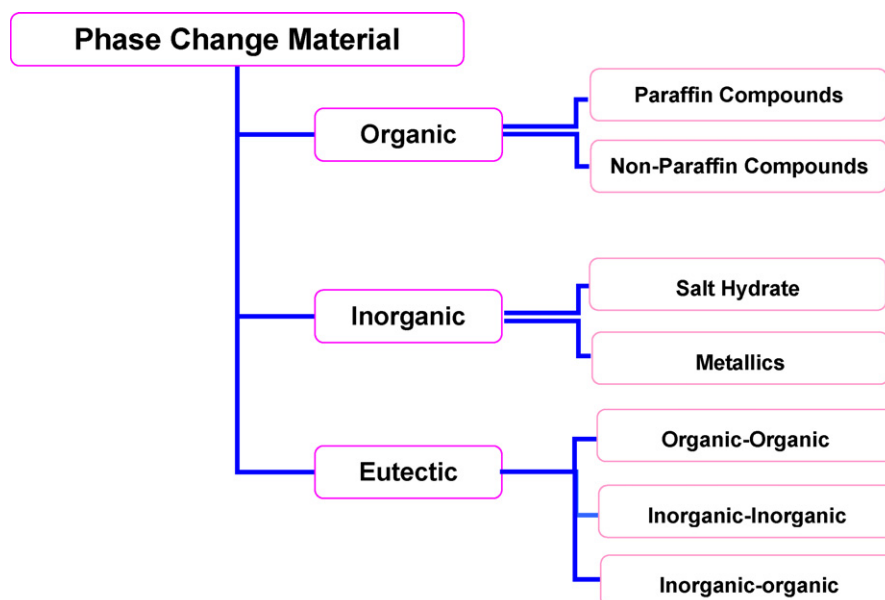 Phase Change Material
Organic
Paraffin Compounds
Non-Paraffin Compounds
Inorganic
Salt Hydrate
Metallics
Eutectic
Organic-Organic
Inorganic-Inorganic
Inorganic-organic